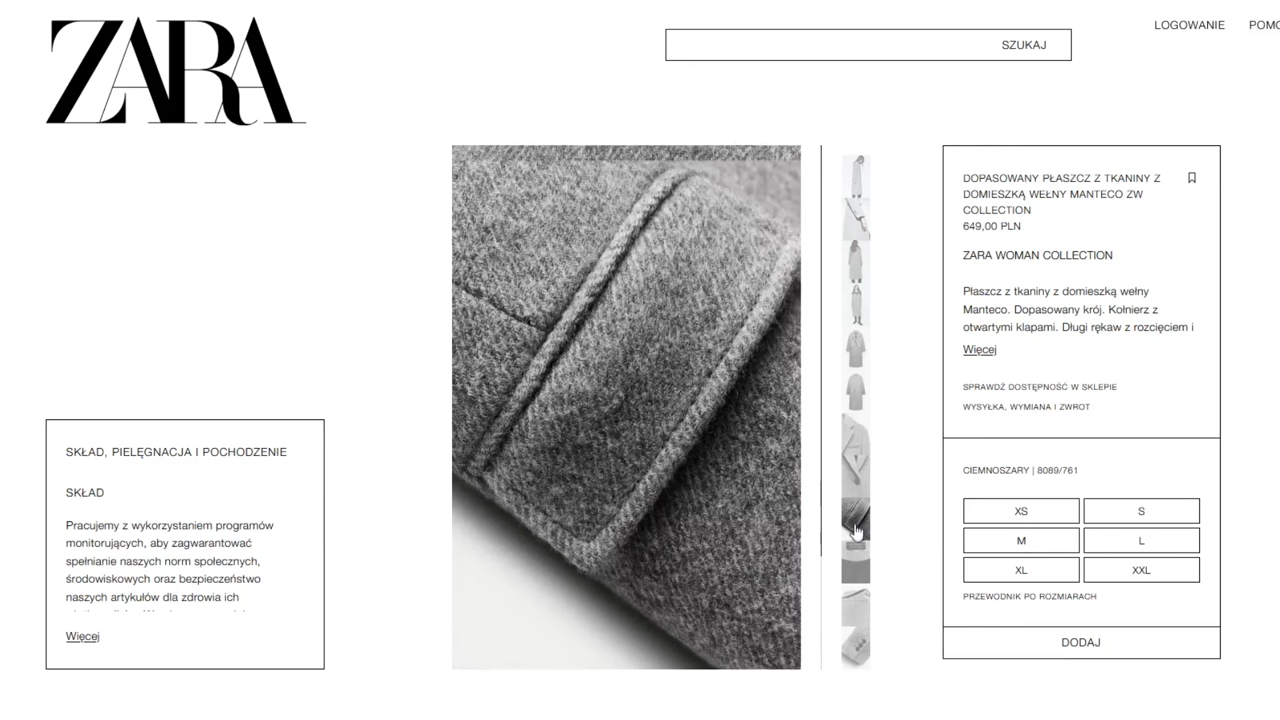 ZARA
SZUKAJ
LOGOWANIE
DOPASOWANY PŁASZCZ Z TKANINY Z
DOMIESZKĄ WEŁNY MANTECO ZW
COLLECTION
649,00 PLN
ZARA WOMAN COLLECTION
Płaszcz z tkaniny z domieszką wełny
Manteco. Dopasowany krój. Kołnierz z
otwartymi klapami. Długi rękaw z rozcięciem i
Więcej
SPRAWDŹ DOSTĘPNOŚĆ W SKLEPIE
WYSYŁKA, WYMIANA I ZWROT
CIEMNOSZARY | 8089/761
XS
S
M
L
XL
XXL
PRZEWODNIK PO ROZMIARACH
DODAJ
SKŁAD, PIELĘGNACJA I POCHODZENIE
SKŁAD
Pracujemy z wykorzystaniem programów
monitorujących, aby zagwarantować
spełnianie naszych norm społecznych,
środowiskowych oraz bezpieczeństwo
naszych artykułów dla zdrowia ich
Więcej